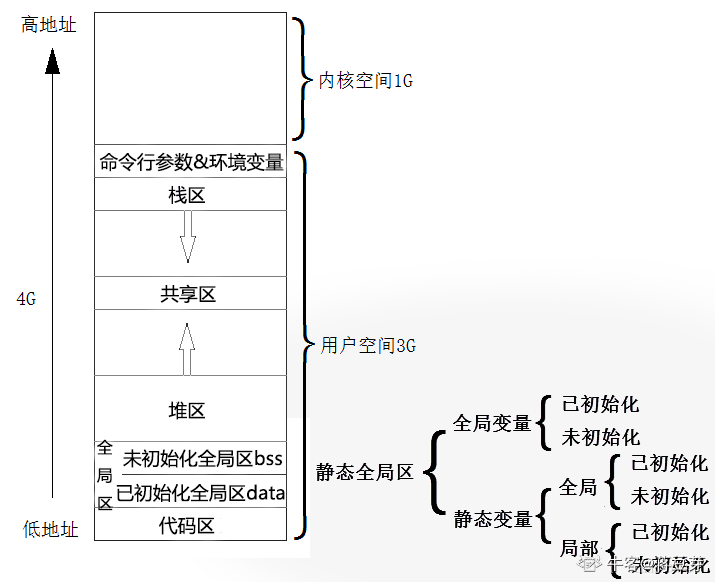 高地址
内核空间1G
命令行参数&环境变量
栈区
共享区
4G
用户空间3G
堆区
全局区
未初始化全局区bss
已初始化全局区data
代码区
低地址
静态全局区
全局变量
已初始化
未初始化
静态变量
全局
已初始化
未初始化
局部
已初始化
未初始化